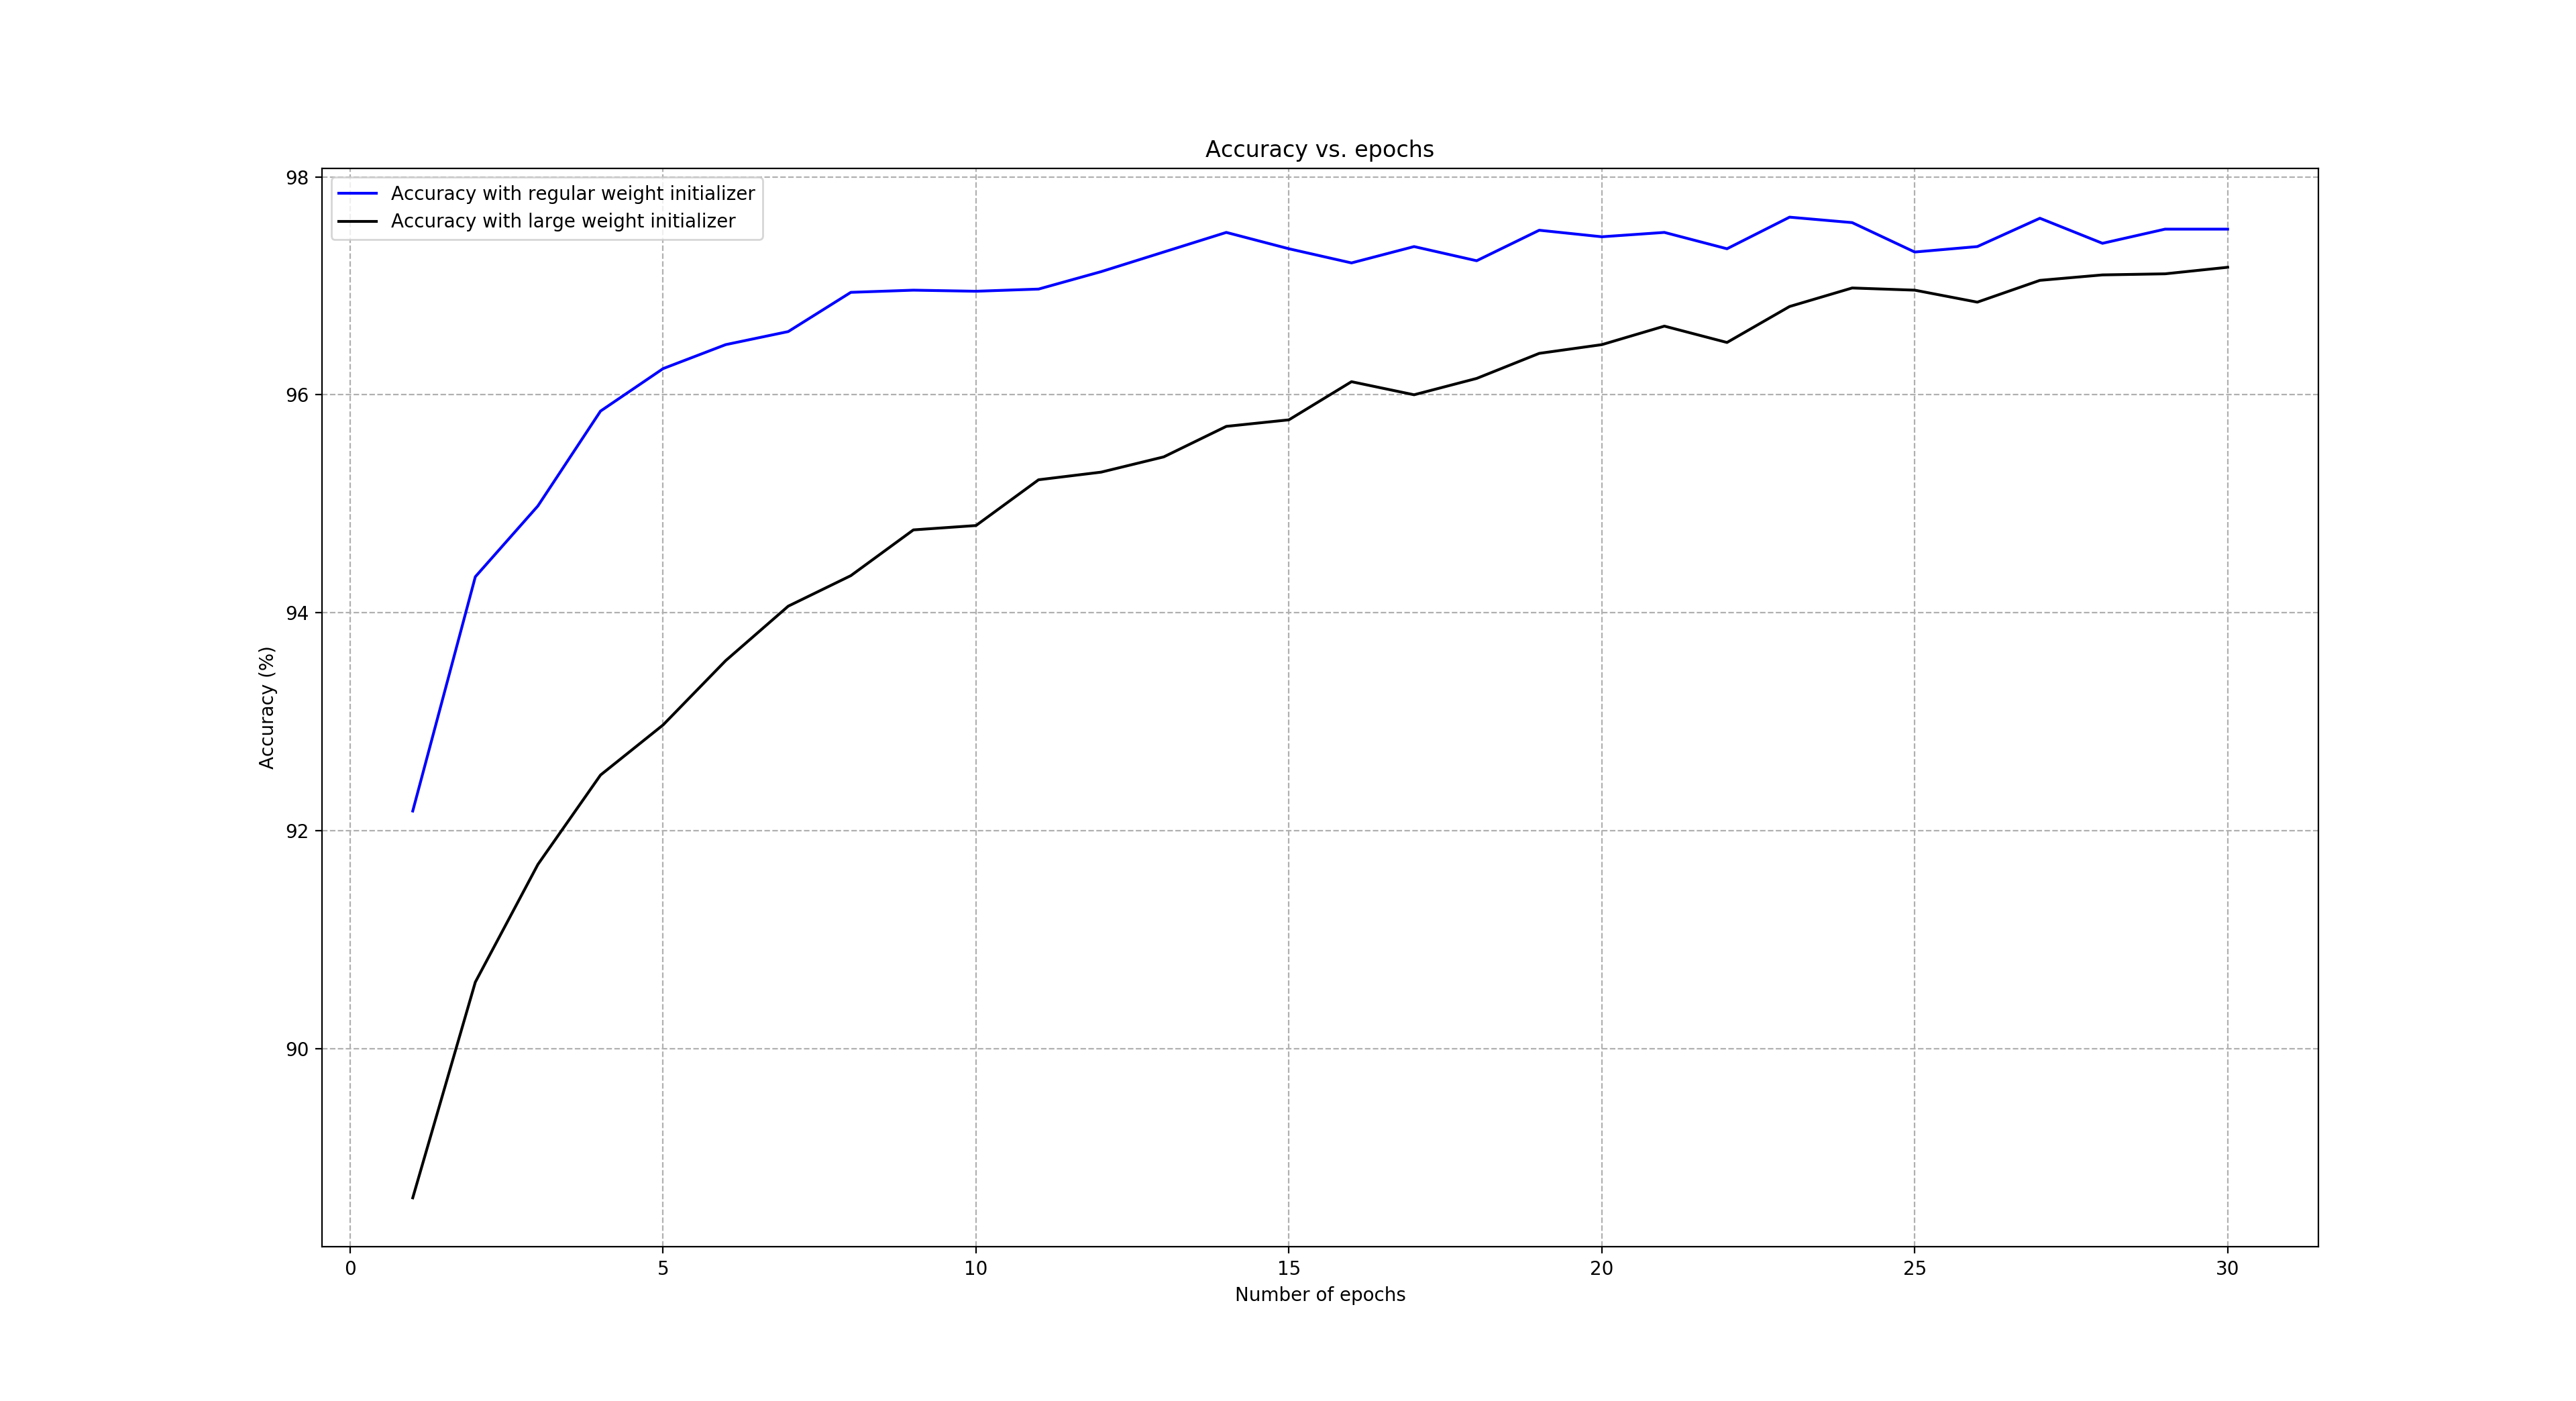 Accuracy vs. epochs
98
Accuracy with regular weight initializer
Accuracy with large weight initializer
96
94
Accuracy (%)
92
90
0 5 10 15 20 25 30
Number of epochs